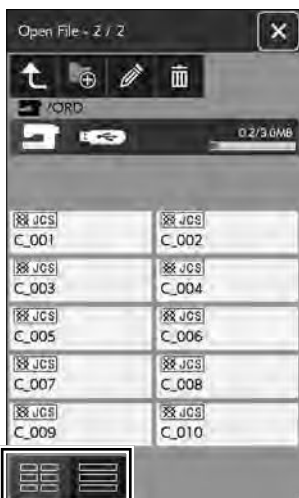 Open File - 2 / 2
/ORD
0.2/3.6MB
JCS JCS
C_001 C_002
JCS JCS
C_003 C_004
JCS JCS
C_005 C_006
JCS JCS
C_007 C_008
JCS JCS
C_009 C_010